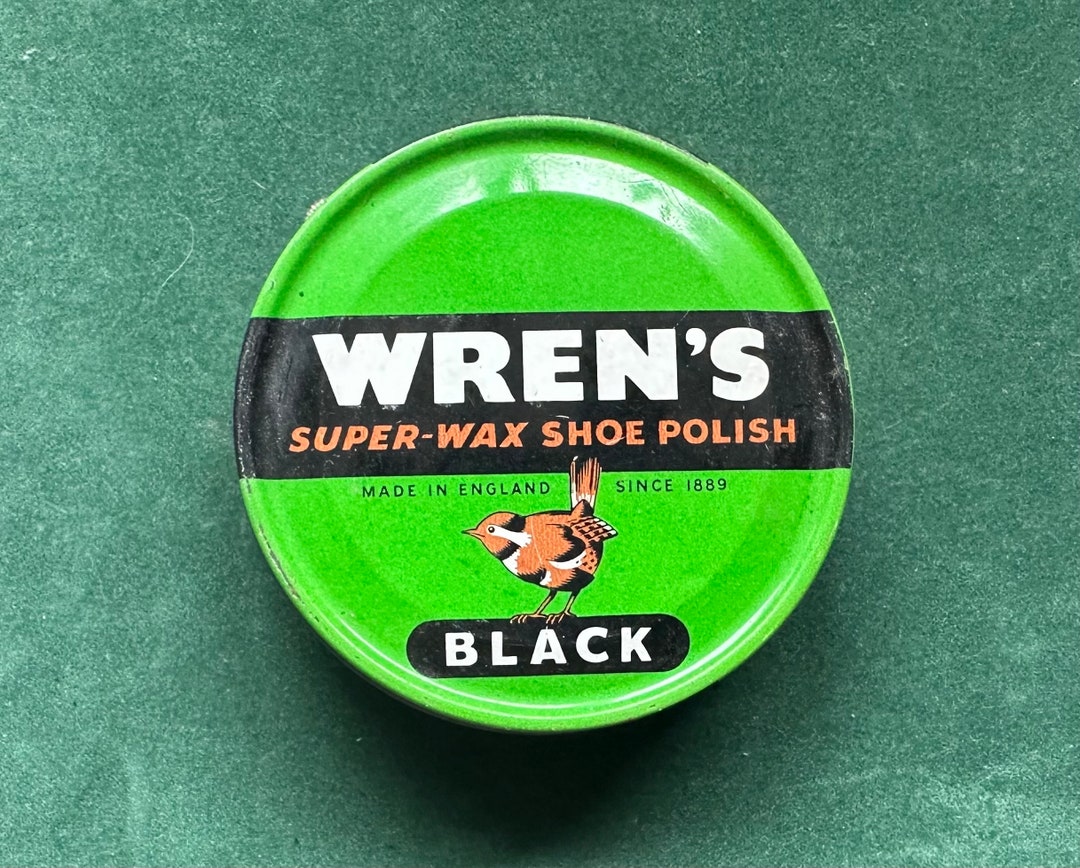 WREN'S
SUPER-WAX SHOE POLISH
MADE IN ENGLAND SINCE 1889
BLACK